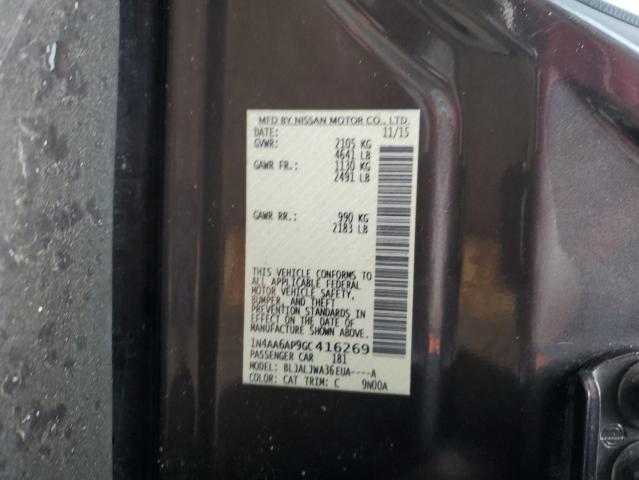 MFD BY NISSAN MOTOR CO., LTD.
DATE: 11/15
GVWR: 2105 KG
4641 LB
GAWR FR.: 1130 KG
2491 LB
GAWR RR.: 990 KG
2183 LB
THIS VEHICLE CONFORMS TO
ALL APPLICABLE FEDERAL
MOTOR VEHICLE SAFETY,
BUMPER, AND THEFT
PREVENTION STANDARDS IN
EFFECT ON THE DATE OF
MANUFACTURE SHOWN ABOVE.
1N4AA6AP9GC416269
PASSENGER CAR 181
MODEL: BLJALJWA36EUA----A
COLOR: CAT TRIM: C 9N00A